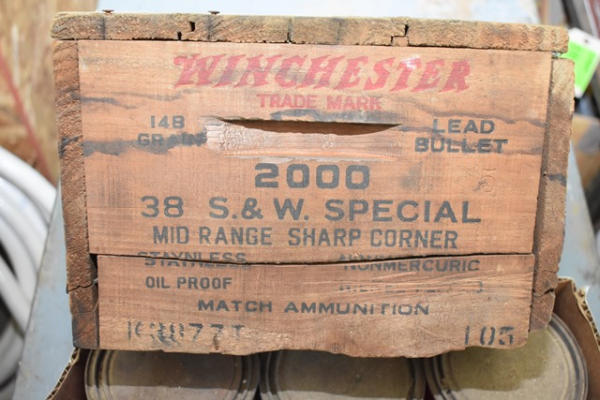 WINCHESTER
TRADE MARK
148 LEAD
GRAIN BULLET
2000
38 S.&W. SPECIAL
MID RANGE SHARP CORNER
STAYNLESS NONMERCURIC
OIL PROOF
MATCH AMMUNITION
105